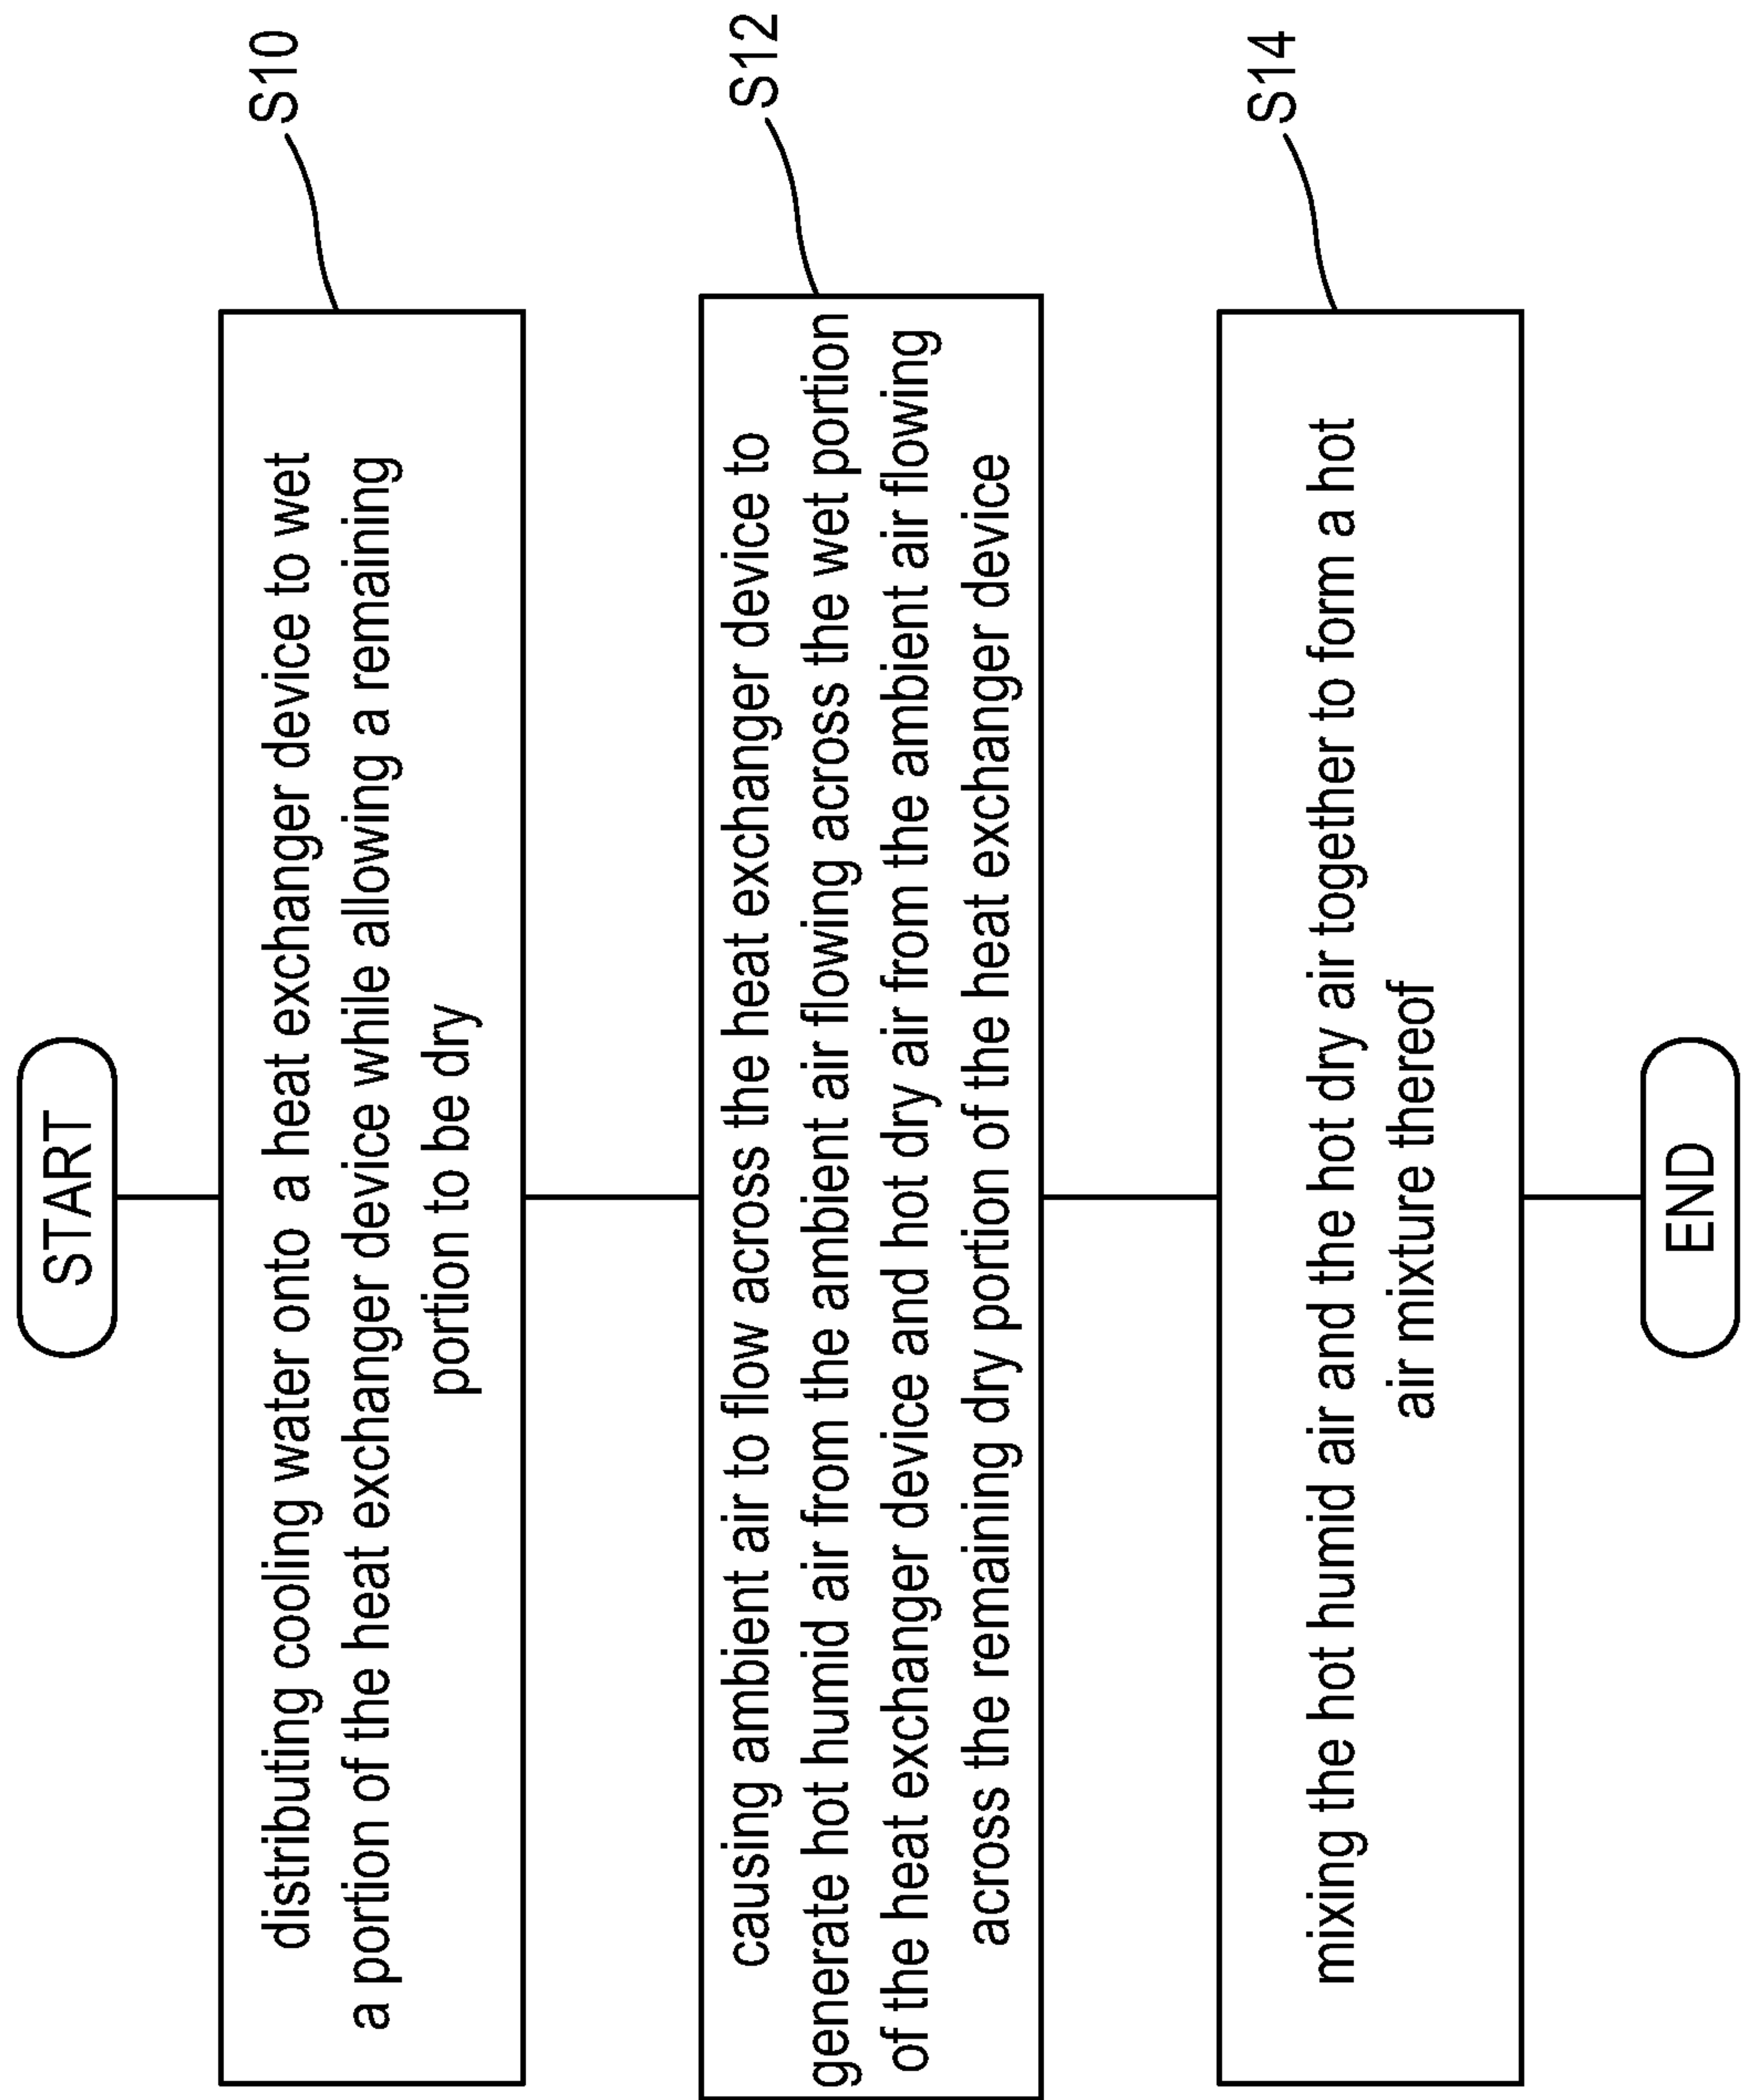 START
distributing cooling water onto a heat exchanger device to wet
a portion of the heat exchanger device while allowing a remaining
portion to be dry
S10
causing ambient air to flow across the heat exchanger device to
generate hot humid air from the ambient air flowing across the wet portion
of the heat exchanger device and hot dry air from the ambient air flowing
across the remaining dry portion of the heat exchanger device
S12
mixing the hot humid air and the hot dry air together to form a hot
air mixture thereof
S14
END